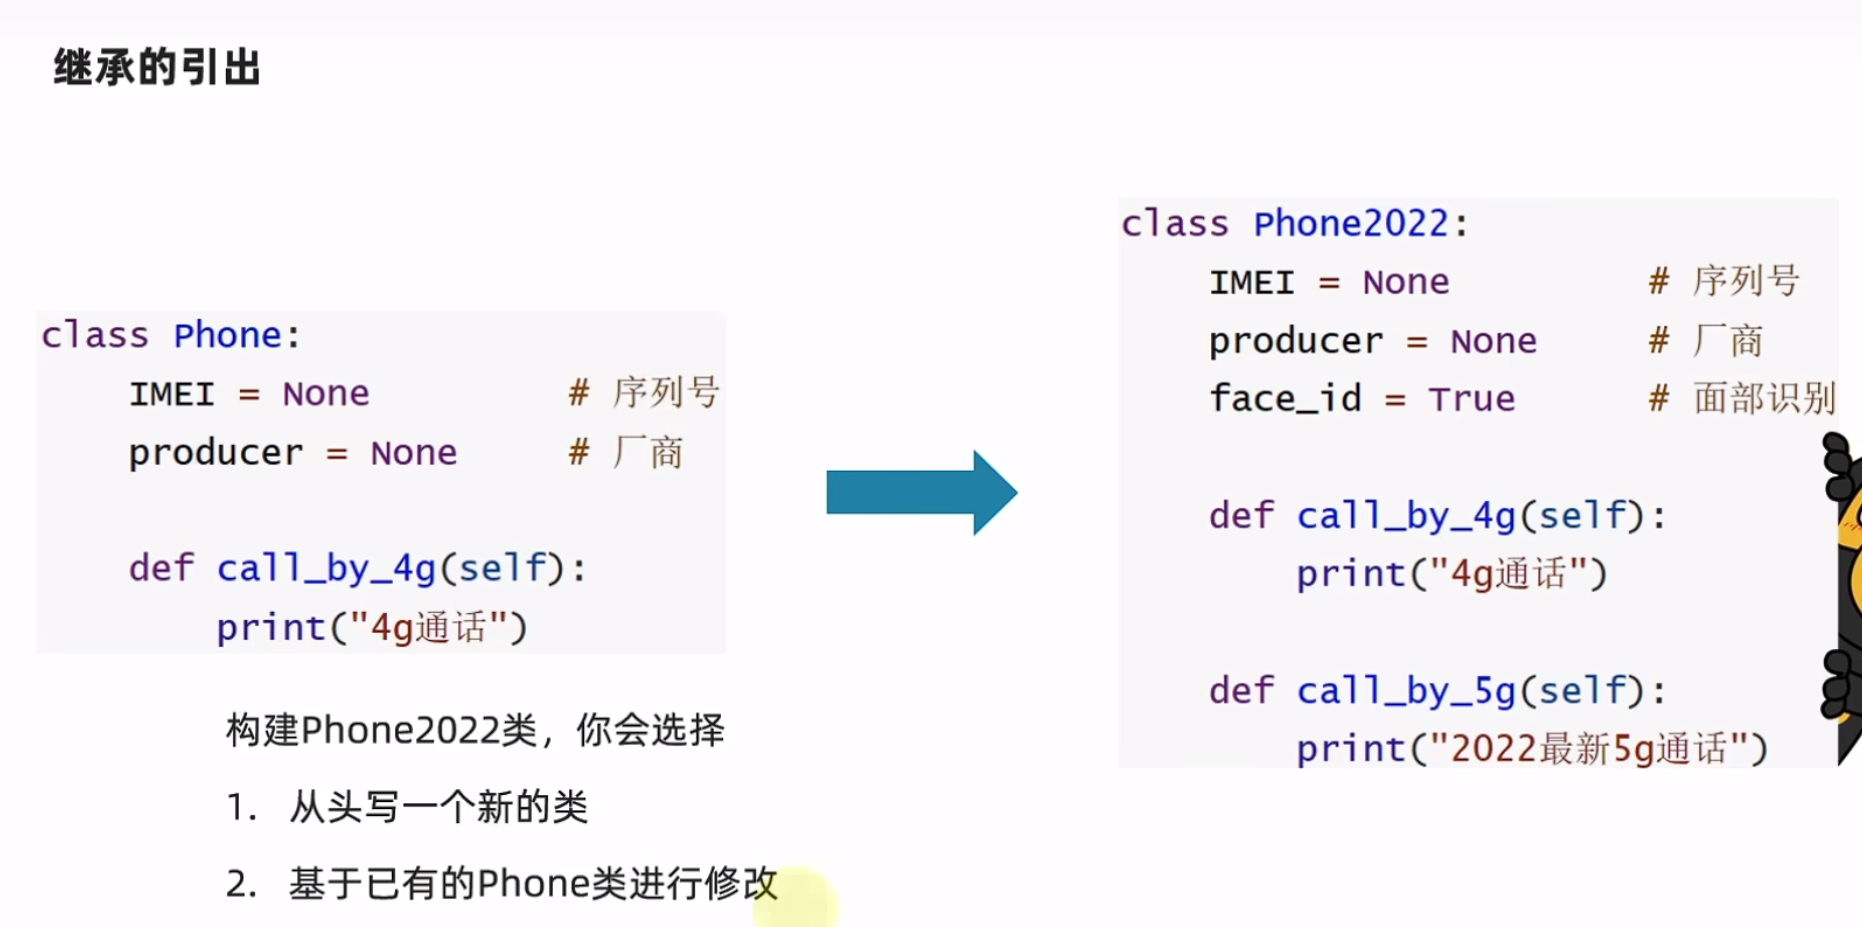 继承的引出
class Phone:
    IMEI = None         # 序列号
    producer = None     # 厂商

    def call_by_4g(self):
        print("4g通话")
构建Phone2022类，你会选择
1. 从头写一个新的类
2. 基于已有的Phone类进行修改
class Phone2022:
    IMEI = None         # 序列号
    producer = None     # 厂商
    face_id = True      # 面部识别

    def call_by_4g(self):
        print("4g通话")

    def call_by_5g(self):
        print("2022最新5g通话")